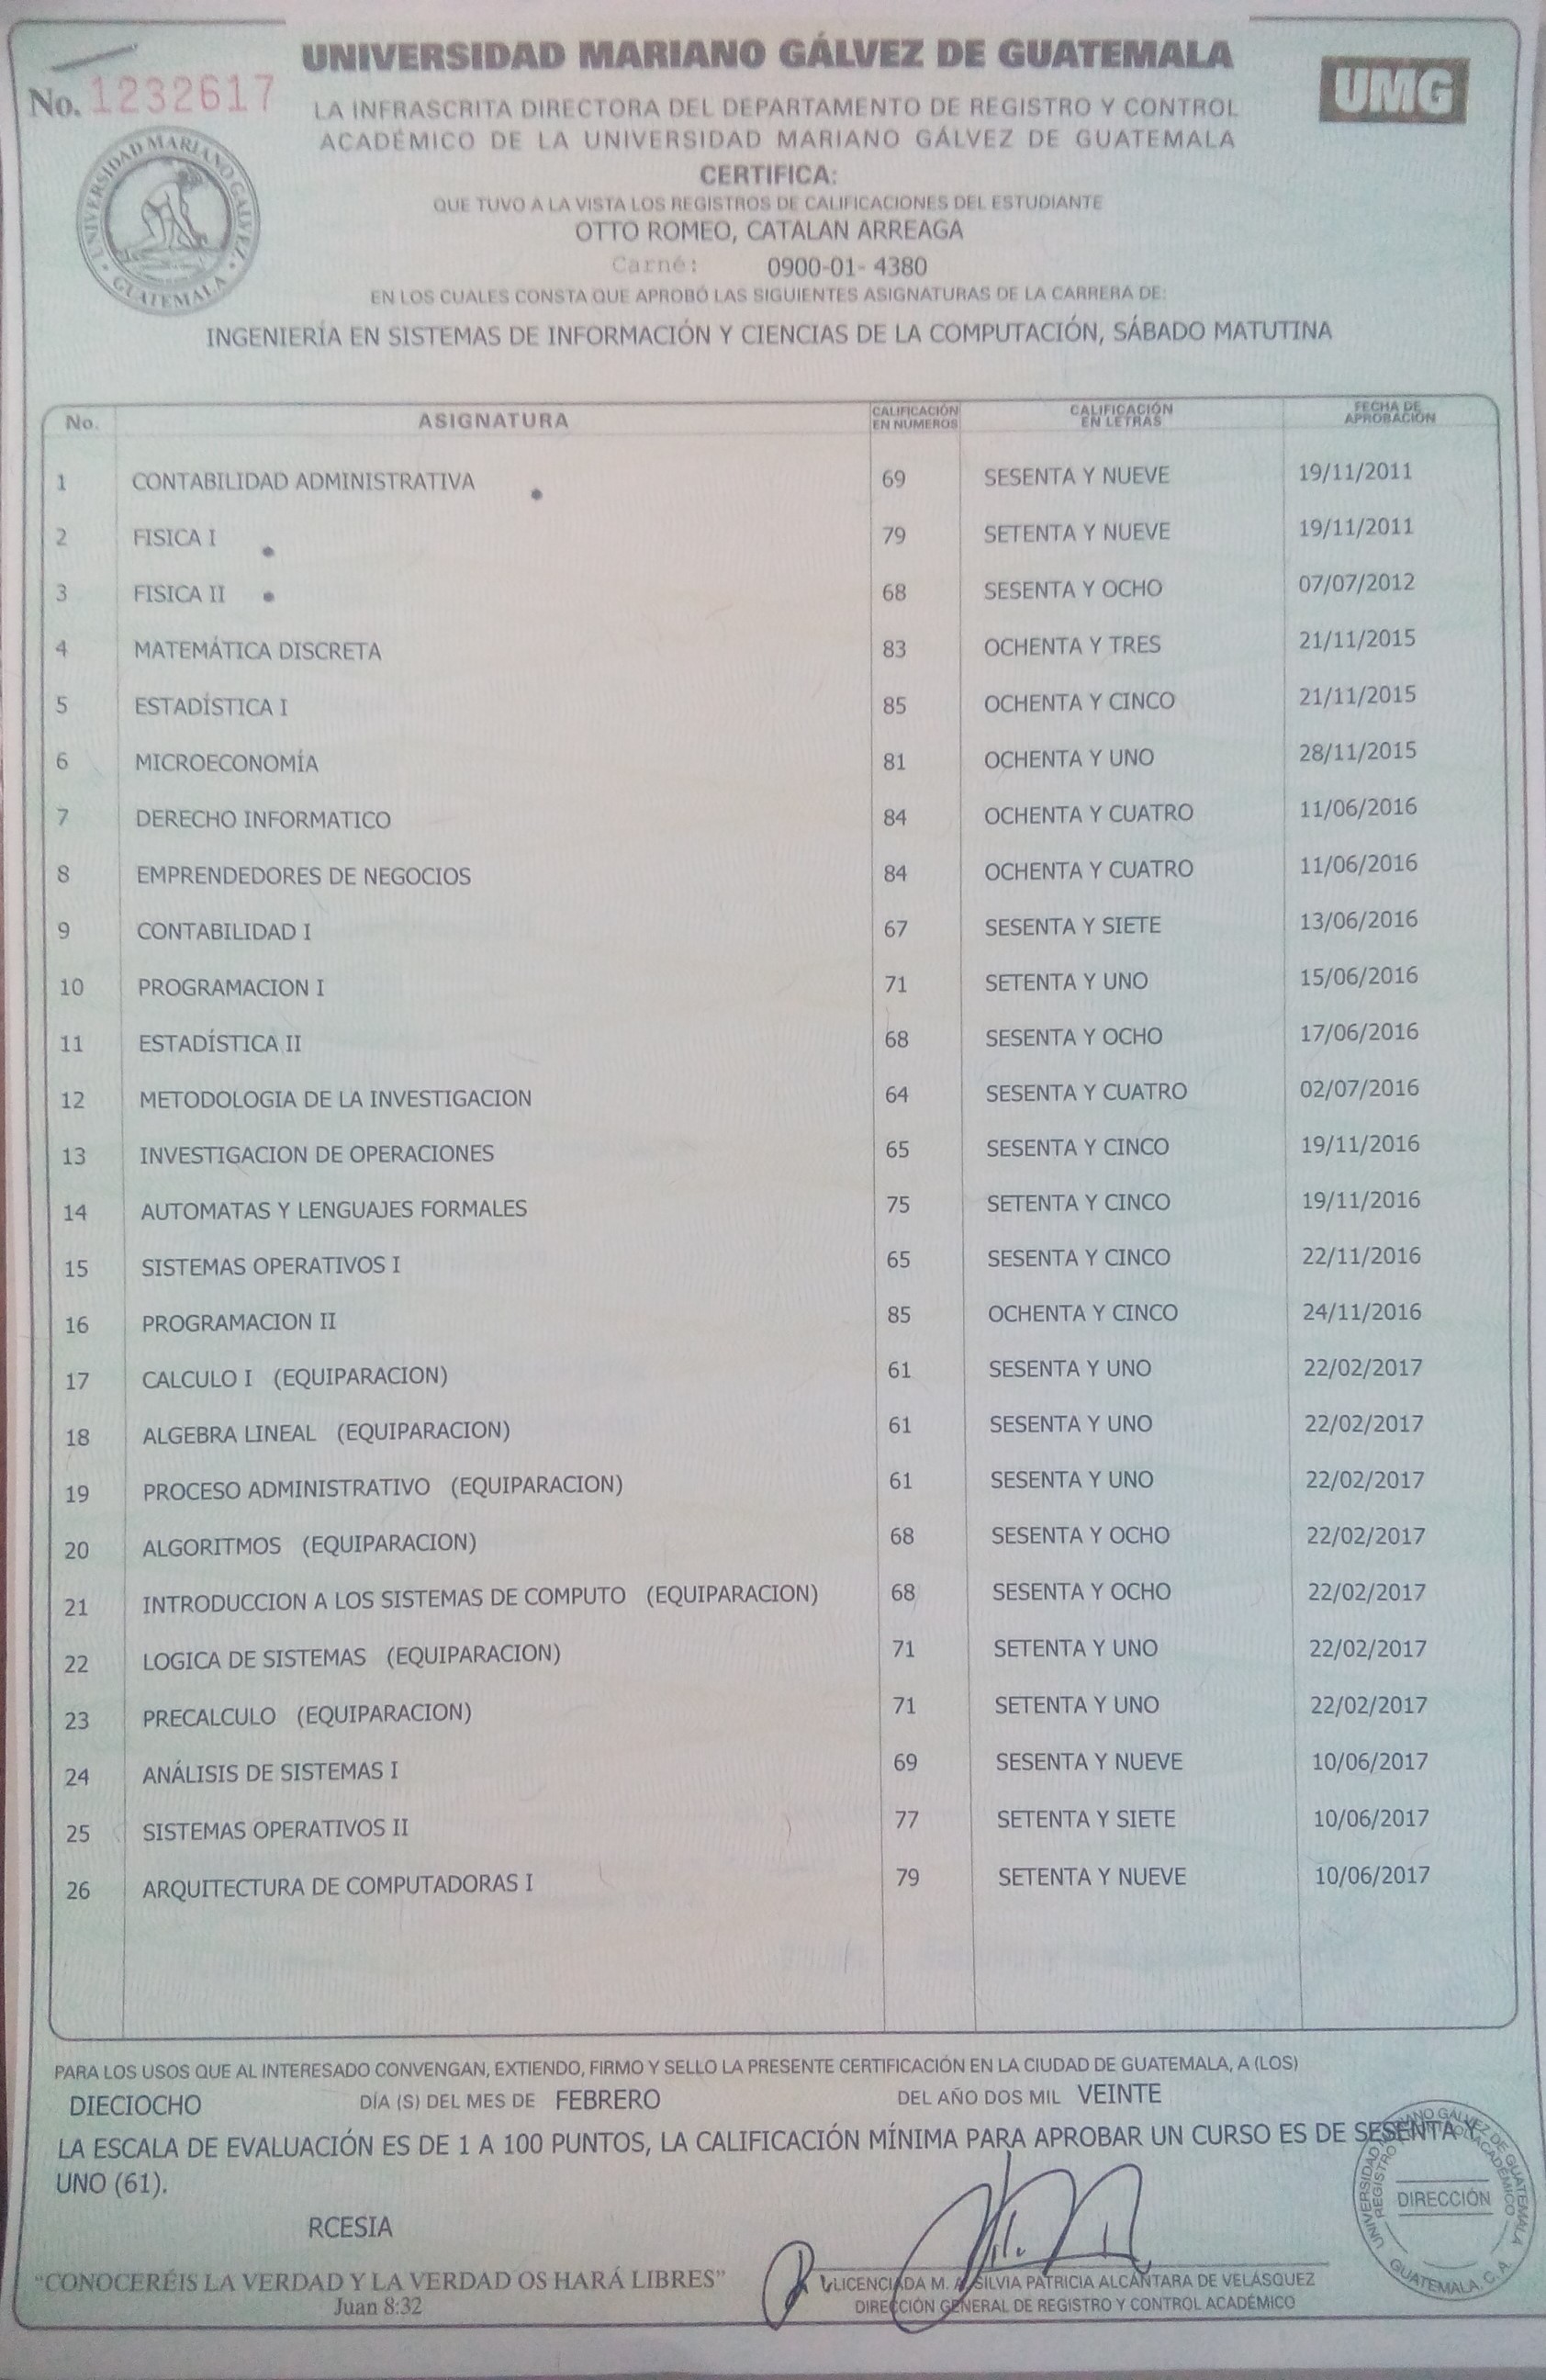 UNIVERSIDAD MARIANO GÁLVEZ DE GUATEMALA
UMG
No. 1232617
LA INFRASCRITA DIRECTORA DEL DEPARTAMENTO DE REGISTRO Y CONTROL
ACADÉMICO DE LA UNIVERSIDAD MARIANO GÁLVEZ DE GUATEMALA
UNIVERSIDAD MARIANO GALVEZ · GUATEMALA ·
CERTIFICA:
QUE TUVO A LA VISTA LOS REGISTROS DE CALIFICACIONES DEL ESTUDIANTE
OTTO ROMEO, CATALAN ARREAGA
Carné: 0900-01- 4380
EN LOS CUALES CONSTA QUE APROBÓ LAS SIGUIENTES ASIGNATURAS DE LA CARRERA DE:
INGENIERÍA EN SISTEMAS DE INFORMACIÓN Y CIENCIAS DE LA COMPUTACIÓN, SÁBADO MATUTINA
No. ASIGNATURA CALIFICACIÓN EN NUMEROS CALIFICACIÓN EN LETRAS FECHA DE APROBACIÓN
1 CONTABILIDAD ADMINISTRATIVA 69 SESENTA Y NUEVE 19/11/2011
2 FISICA I 79 SETENTA Y NUEVE 19/11/2011
3 FISICA II 68 SESENTA Y OCHO 07/07/2012
4 MATEMÁTICA DISCRETA 83 OCHENTA Y TRES 21/11/2015
5 ESTADÍSTICA I 85 OCHENTA Y CINCO 21/11/2015
6 MICROECONOMÍA 81 OCHENTA Y UNO 28/11/2015
7 DERECHO INFORMATICO 84 OCHENTA Y CUATRO 11/06/2016
8 EMPRENDEDORES DE NEGOCIOS 84 OCHENTA Y CUATRO 11/06/2016
9 CONTABILIDAD I 67 SESENTA Y SIETE 13/06/2016
10 PROGRAMACION I 71 SETENTA Y UNO 15/06/2016
11 ESTADÍSTICA II 68 SESENTA Y OCHO 17/06/2016
12 METODOLOGIA DE LA INVESTIGACION 64 SESENTA Y CUATRO 02/07/2016
13 INVESTIGACION DE OPERACIONES 65 SESENTA Y CINCO 19/11/2016
14 AUTOMATAS Y LENGUAJES FORMALES 75 SETENTA Y CINCO 19/11/2016
15 SISTEMAS OPERATIVOS I 65 SESENTA Y CINCO 22/11/2016
16 PROGRAMACION II 85 OCHENTA Y CINCO 24/11/2016
17 CALCULO I (EQUIPARACION) 61 SESENTA Y UNO 22/02/2017
18 ALGEBRA LINEAL (EQUIPARACION) 61 SESENTA Y UNO 22/02/2017
19 PROCESO ADMINISTRATIVO (EQUIPARACION) 61 SESENTA Y UNO 22/02/2017
20 ALGORITMOS (EQUIPARACION) 68 SESENTA Y OCHO 22/02/2017
21 INTRODUCCION A LOS SISTEMAS DE COMPUTO (EQUIPARACION) 68 SESENTA Y OCHO 22/02/2017
22 LOGICA DE SISTEMAS (EQUIPARACION) 71 SETENTA Y UNO 22/02/2017
23 PRECALCULO (EQUIPARACION) 71 SETENTA Y UNO 22/02/2017
24 ANÁLISIS DE SISTEMAS I 69 SESENTA Y NUEVE 10/06/2017
25 SISTEMAS OPERATIVOS II 77 SETENTA Y SIETE 10/06/2017
26 ARQUITECTURA DE COMPUTADORAS I 79 SETENTA Y NUEVE 10/06/2017
PARA LOS USOS QUE AL INTERESADO CONVENGAN, EXTIENDO, FIRMO Y SELLO LA PRESENTE CERTIFICACIÓN EN LA CIUDAD DE GUATEMALA, A (LOS)
DIECIOCHO DÍA (S) DEL MES DE FEBRERO DEL AÑO DOS MIL VEINTE
LA ESCALA DE EVALUACIÓN ES DE 1 A 100 PUNTOS, LA CALIFICACIÓN MÍNIMA PARA APROBAR UN CURSO ES DE SESENTA Y
UNO (61).
RCESIA
UNIVERSIDAD MARIANO GÁLVEZ DE GUATEMALA
DIRECCIÓN
GUATEMALA, C. A.
"CONOCERÉIS LA VERDAD Y LA VERDAD OS HARÁ LIBRES"
Juan 8:32
LICENCIADA M. A. SILVIA PATRICIA ALCÁNTARA DE VELÁSQUEZ
DIRECCIÓN GENERAL DE REGISTRO Y CONTROL ACADÉMICO